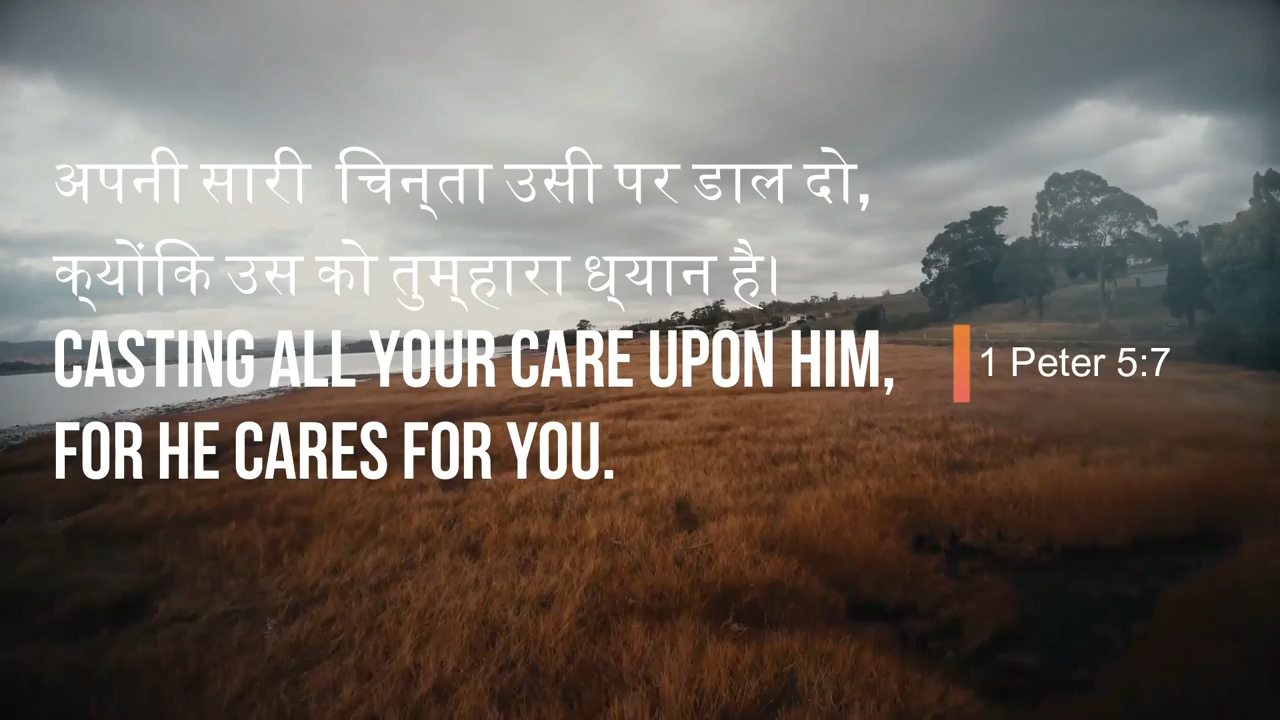 अपनी सारी चिन्ता उसी पर डाल दो,
क्योंकि उस को तुम्हारा ध्यान है।
CASTING ALL YOUR CARE UPON HIM,
FOR HE CARES FOR YOU.
1 Peter 5:7